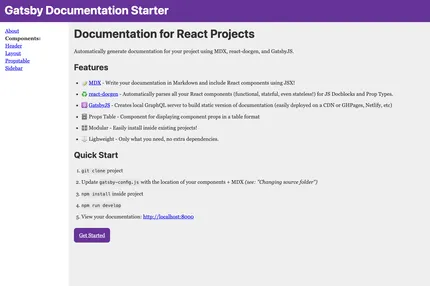 Gatsby Documentation Starter
About
Components:
Header
Layout
Propstable
Sidebar
Documentation for React Projects
Automatically generate documentation for your project using MDX, react-docgen, and GatsbyJS.
Features
MDX - Write your documentation in Markdown and include React components using JSX!
react-docgen - Automatically parses all your React components (functional, stateful, even stateless!) for JS Docblocks and Prop Types.
GatsbyJS - Creates local GraphQL server to build static version of documentation (easily deployed on a CDN or GHPages, Netlify, etc)
Props Table - Component for displaying component props in a table format
Modular - Easily install inside existing projects!
Lighweight - Only what you need, no extra dependencies.
Quick Start
1. git clone project
2. Update gatsby-config.js with the location of your components + MDX (see: "Changing source folder")
3. npm install inside project
4. npm run develop
5. View your documentation: http://localhost:8000
Get Started